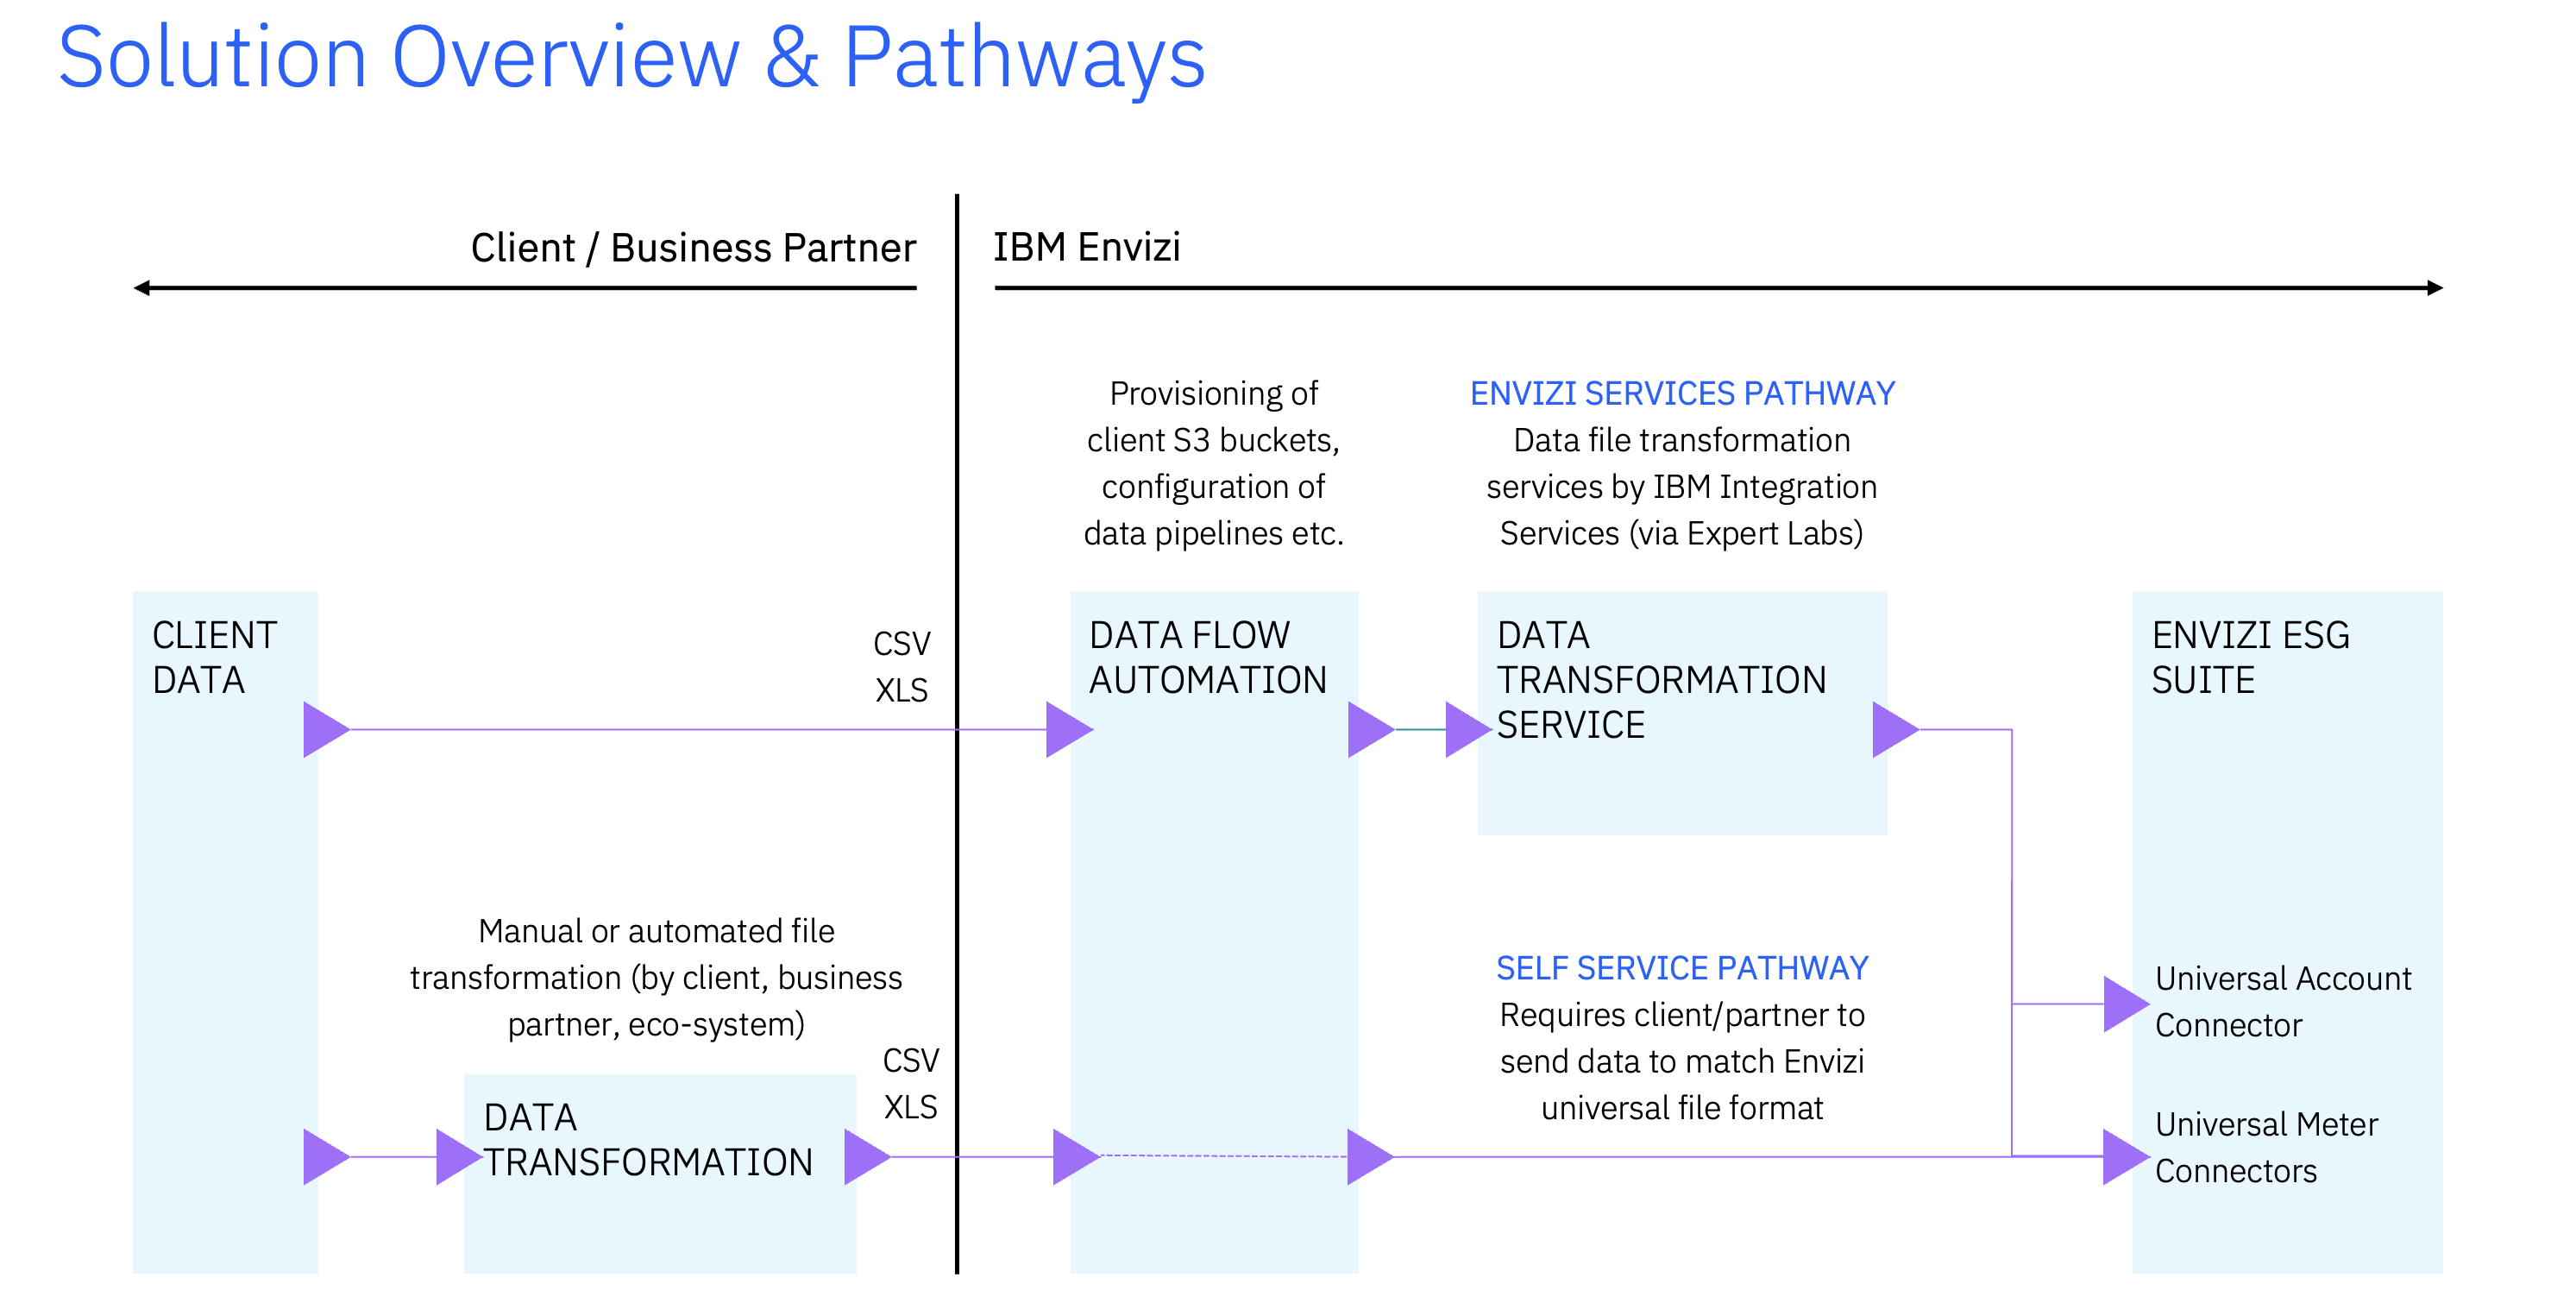 Solution Overview & Pathways
Client / Business Partner
IBM Envizi
Provisioning of
client S3 buckets,
configuration of
data pipelines etc.
ENVIZI SERVICES PATHWAY
Data file transformation
services by IBM Integration
Services (via Expert Labs)
CLIENT
DATA
CSV
XLS
DATA FLOW
AUTOMATION
DATA
TRANSFORMATION
SERVICE
ENVIZI ESG
SUITE
Manual or automated file
transformation (by client, business
partner, eco-system)
CSV
XLS
DATA
TRANSFORMATION
SELF SERVICE PATHWAY
Requires client/partner to
send data to match Envizi
universal file format
Universal Account
Connector
Universal Meter
Connectors